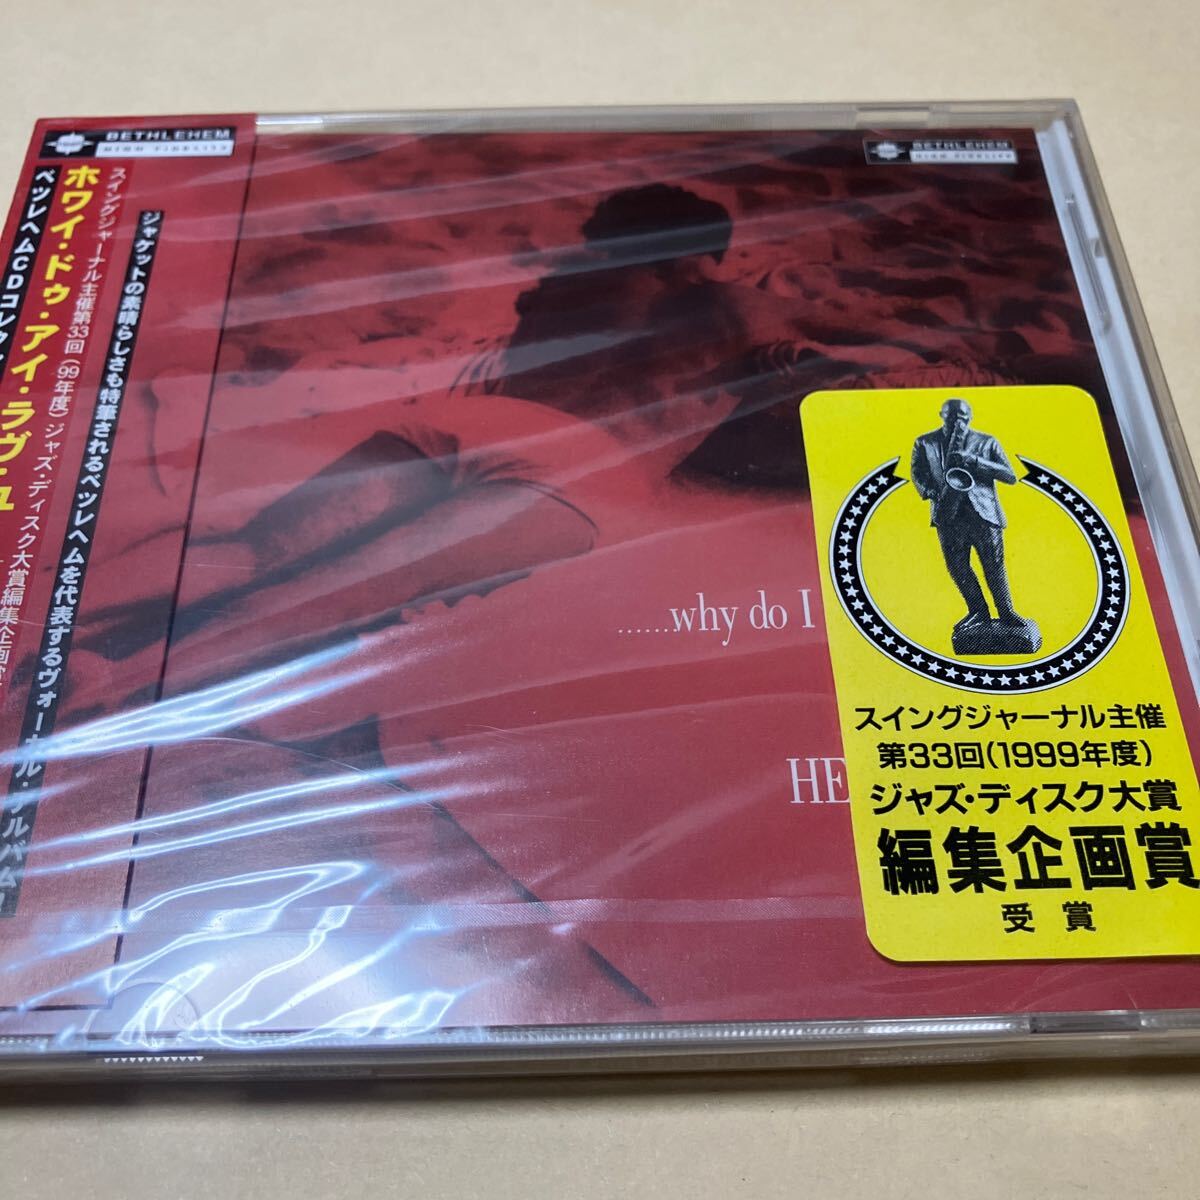 BETHLEHEM
HIGH FIDELITY
ジャケットの素晴らしさも特筆されるベツレヘムを代表するヴォーカル・アルバム!
スイングジャーナル主催第33回(99年度)ジャズ・ディスク大賞編集企画賞
ホワイ・ドゥ・アイ・ラヴ・ユ
ベツレヘムCDコレク
BETHLEHEM
HIGH FIDELITY
......why do I
HE
スイングジャーナル主催
第33回(1999年度)
ジャズ・ディスク大賞
編集企画賞
受 賞